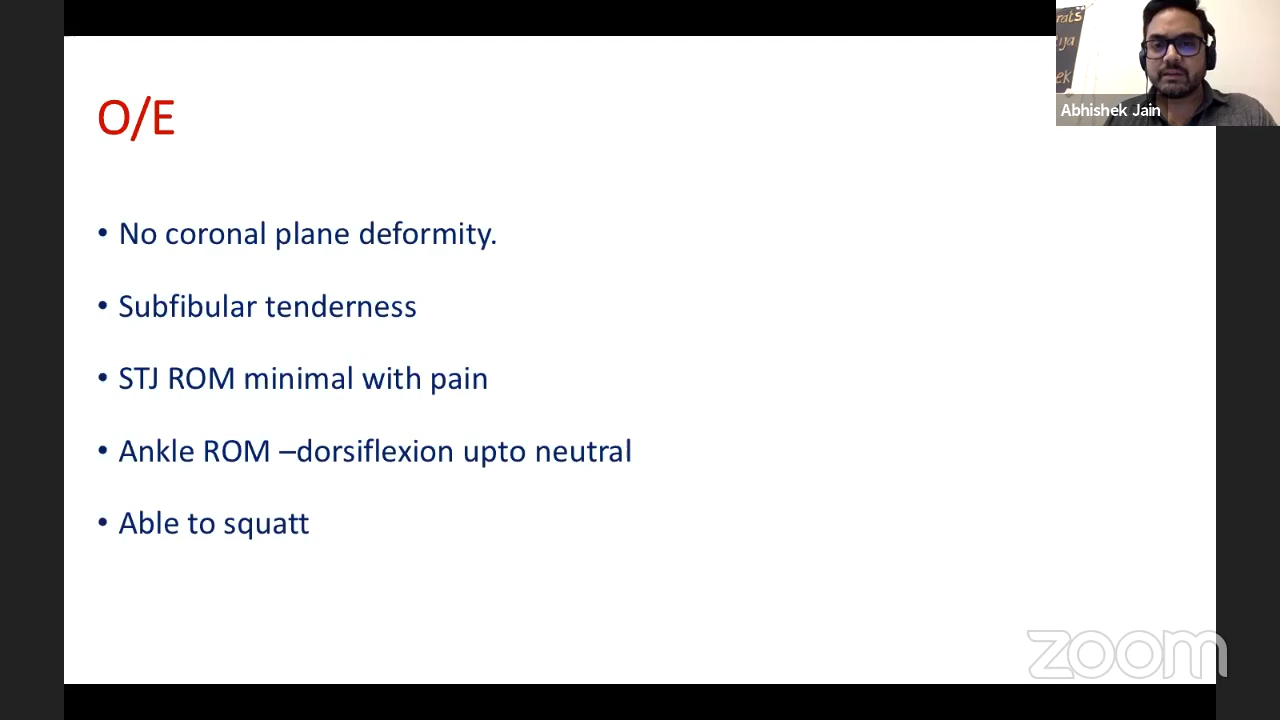 O/E
• No coronal plane deformity.
• Subfibular tenderness
• STJ ROM minimal with pain
• Ankle ROM –dorsiflexion upto neutral
• Able to squatt
Abhishek Jain
zoom